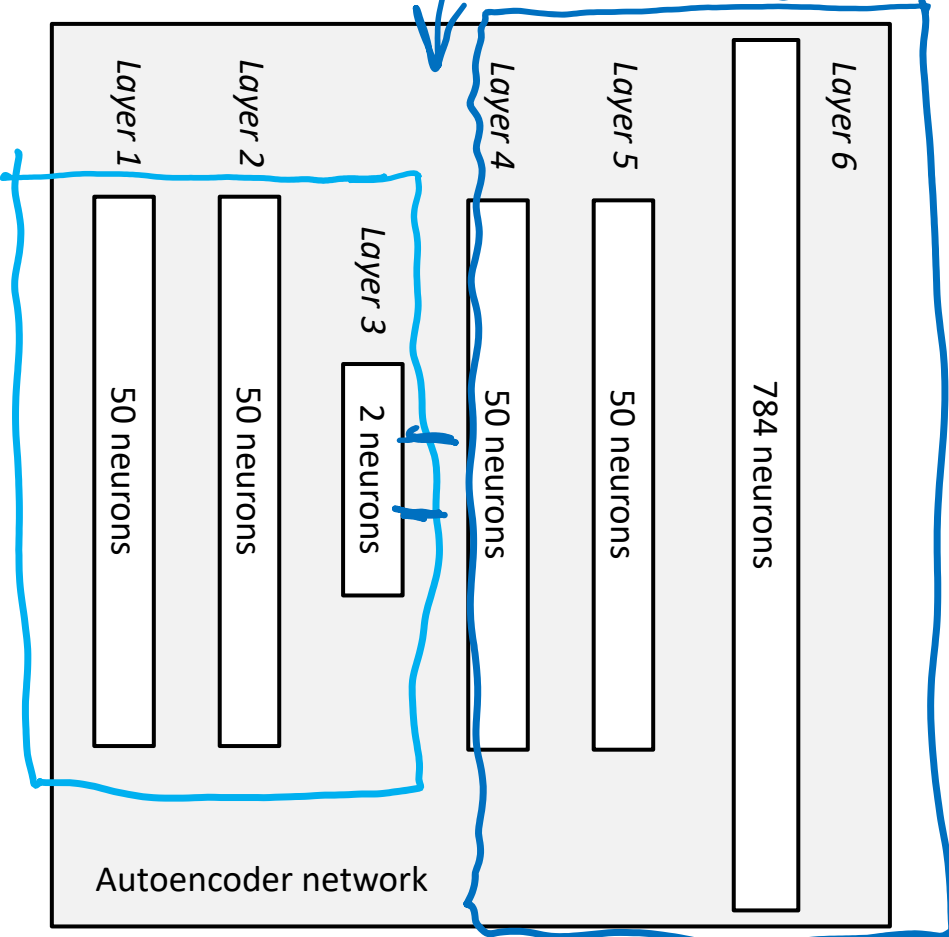 Layer 1
Layer 2
Layer 3
Layer 4
Layer 5
Layer 6
50 neurons
50 neurons
2 neurons
50 neurons
50 neurons
784 neurons
Autoencoder network